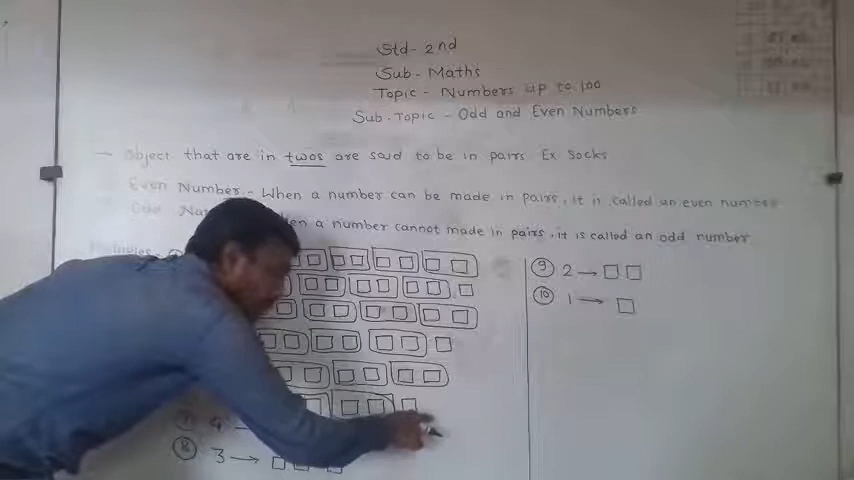 Std- 2nd
Sub- Maths
Topic - Numbers up to 100
Sub-Topic - Odd and Even Numbers
→ Object that are in twos are said to be in pairs Ex Socks
Even Number - When a number can be made in pairs, it is called an even number
Odd a number cannot made in pairs, it is called an odd number
7 4 →
8 3 →
9 2 →
10 1 →